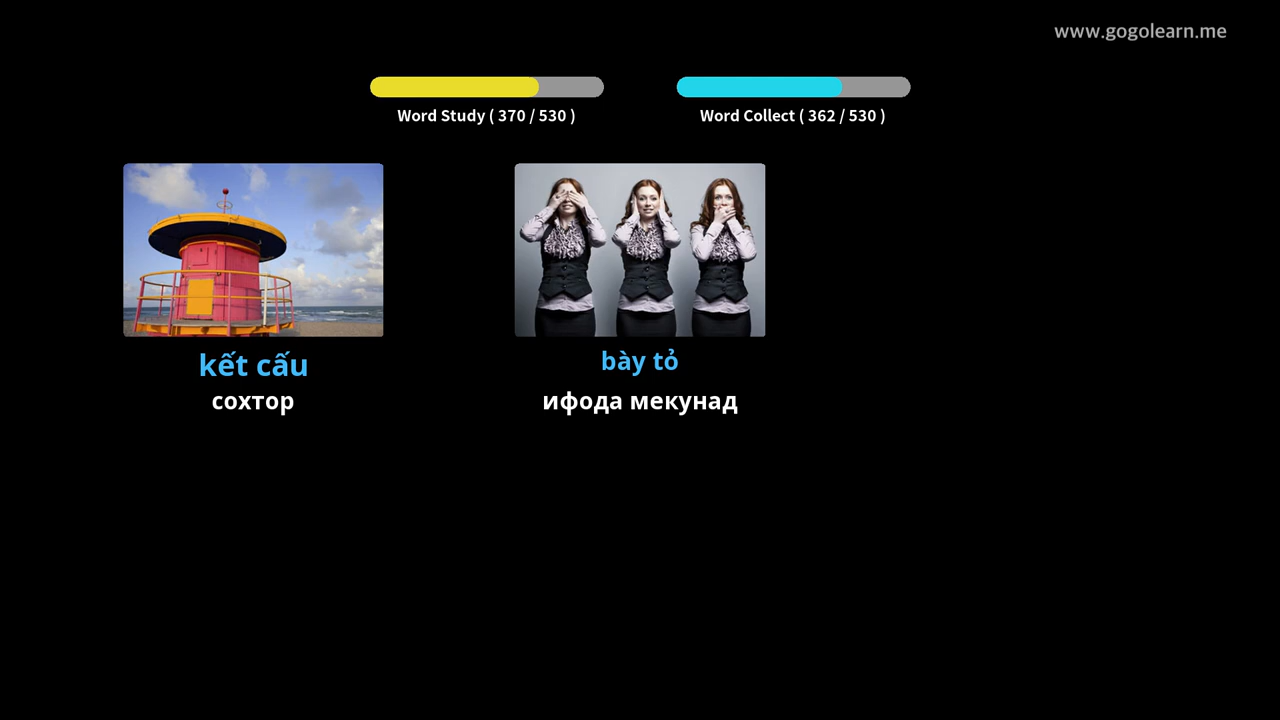 www.gogolearn.me
Word Study ( 370 / 530 )
Word Collect ( 362 / 530 )
kết cấu
сохтор
bày tỏ
ифода мекунад